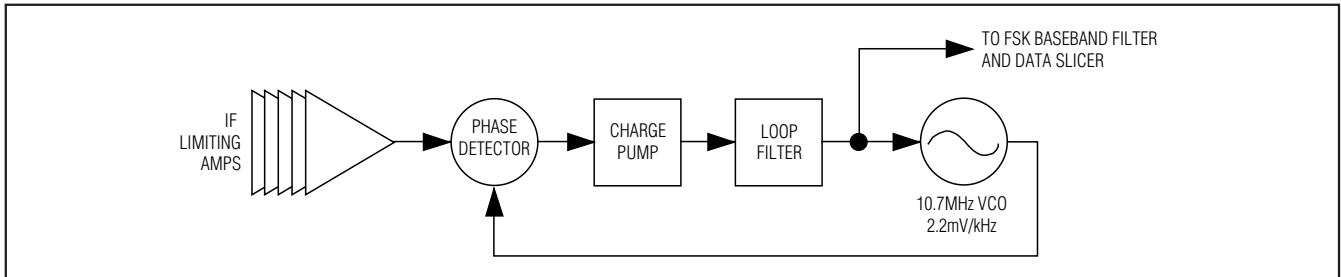 IF
LIMITING
AMPS
PHASE
DETECTOR
CHARGE
PUMP
LOOP
FILTER
TO FSK BASEBAND FILTER
AND DATA SLICER
10.7MHz VCO
2.2mV/kHz